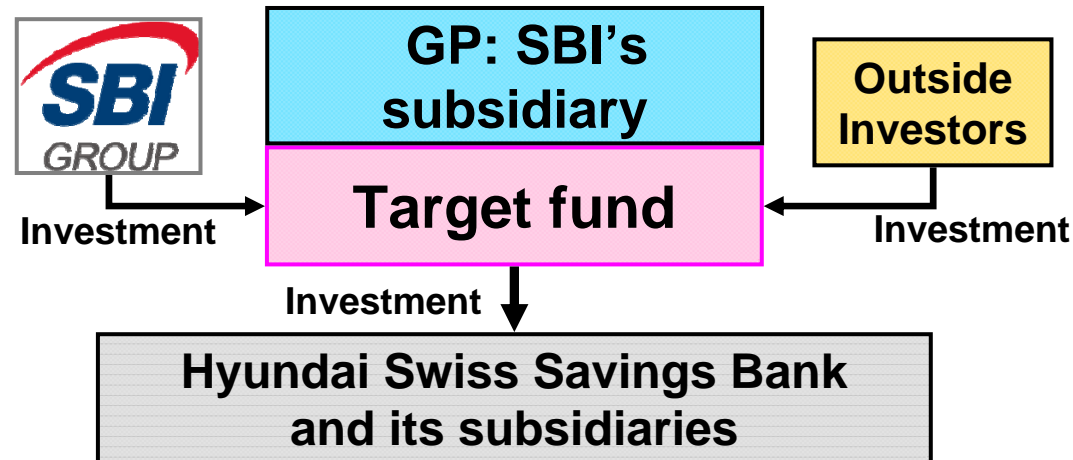 SBI
GROUP
GP: SBI’s
subsidiary
Outside
Investors
Target fund
Investment
Investment
Investment
Hyundai Swiss Savings Bank
and its subsidiaries